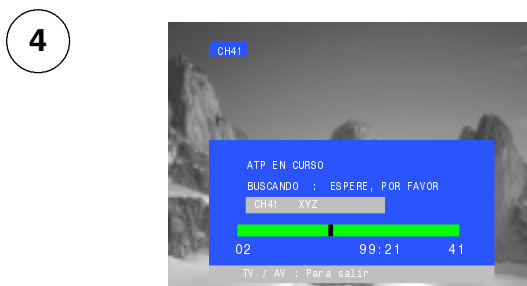 4
CH41
ATP EN CURSO
BUSCANDO : ESPERE, POR FAVOR
CH41 XYZ
02 99:21 41
TV / AV : Para salir